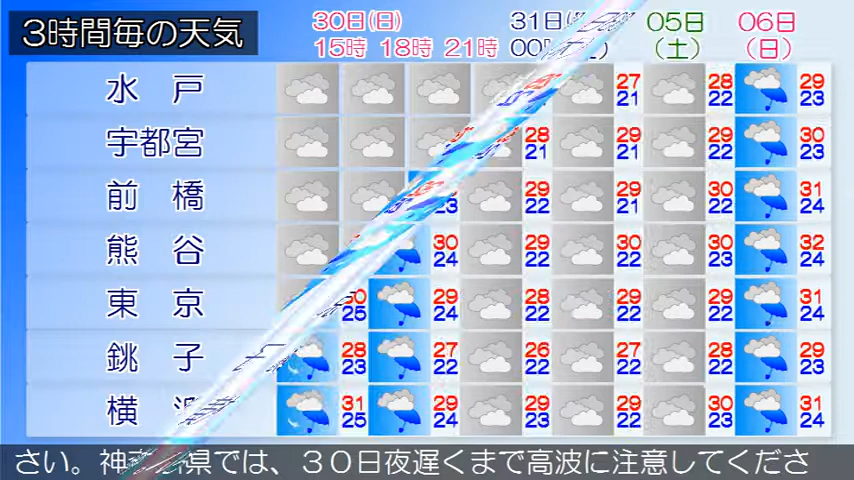 3時間毎の天気
30日(日) 31日 05日 06日
15時 18時 21時 00 (土) (日)
水戸 27 21 28 22 29 23
宇都宮 28 21 29 21 29 22 30 23
前橋 23 29 22 29 21 30 22 31 24
熊谷 30 24 29 22 30 22 30 23 32 24
東京 25 29 24 28 22 29 22 29 22 31 24
銚子 28 23 27 22 26 22 27 22 28 22 29 23
横 31 25 29 24 29 23 29 22 30 23 31 24
さい。神 県では、30日夜遅くまで高波に注意してくださ